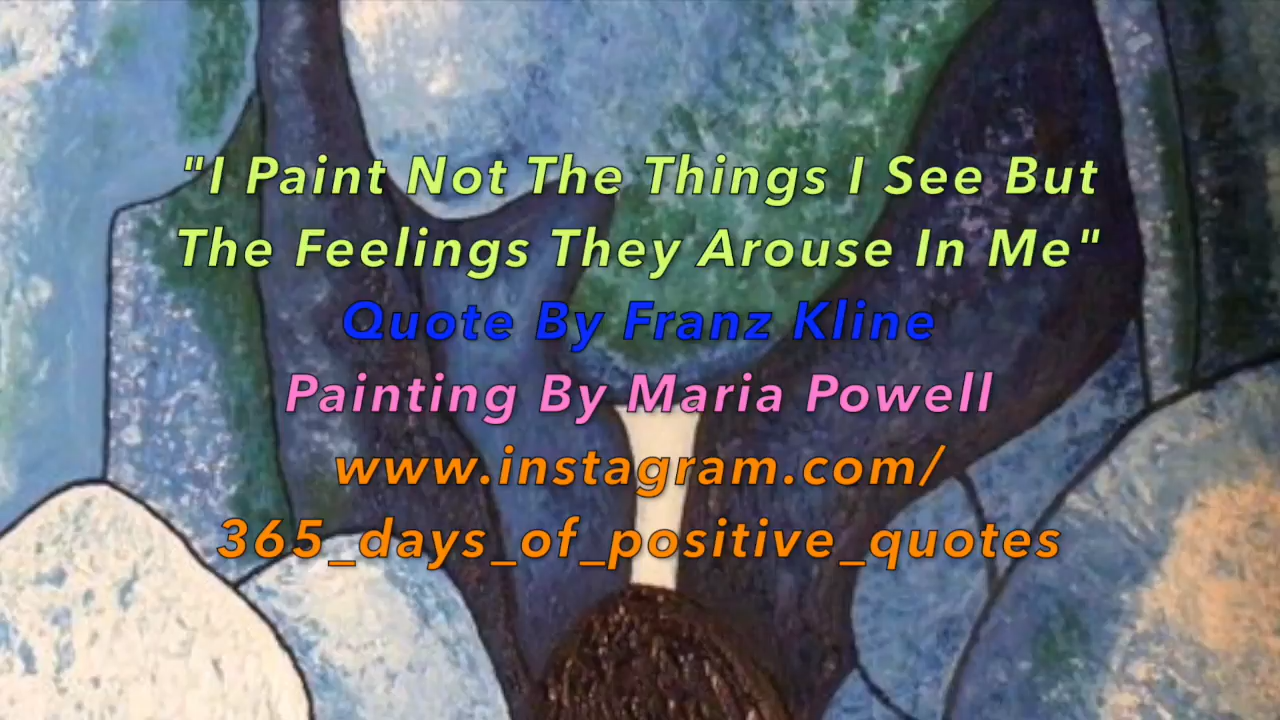 "I Paint Not The Things I See But
The Feelings They Arouse In Me"
Quote By Franz Kline
Painting By Maria Powell
www.instagram.com/
365_days_of_positive_quotes